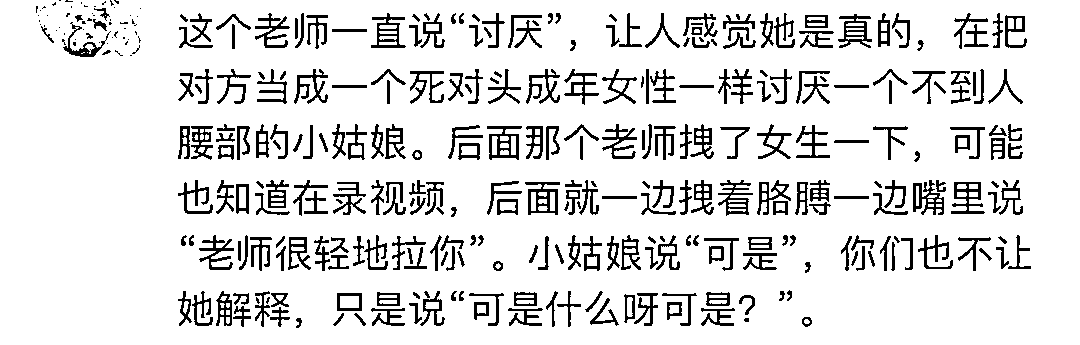 这个老师一直说“讨厌”，让人感觉她是真的，在把
对方当成一个死对头成年女性一样讨厌一个不到人
腰部的小姑娘。后面那个老师拽了女生一下，可能
也知道在录视频，后面就一边拽着胳膊一边嘴里说
“老师很轻地拉你”。小姑娘说“可是”，你们也不让
她解释，只是说“可是什么呀可是？”。